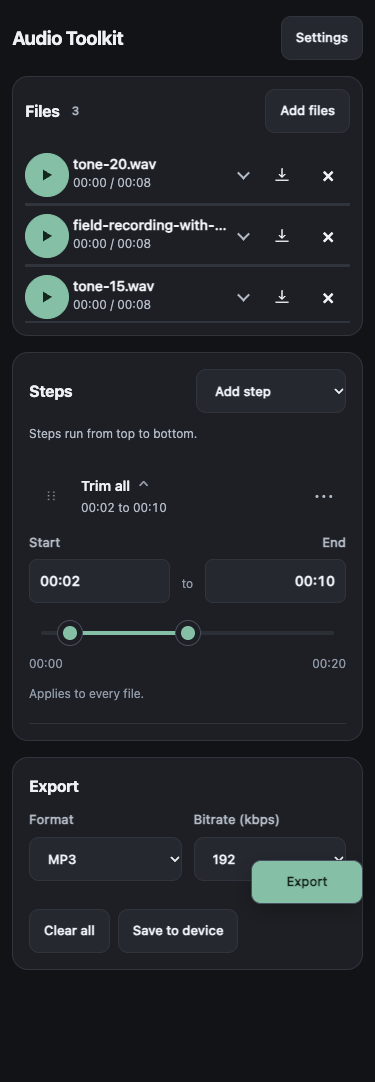 Audio Toolkit
Settings
Files 3
Add files
tone-20.wav
00:00 / 00:08
field-recording-with-...
00:00 / 00:08
tone-15.wav
00:00 / 00:08
Steps
Add step
Steps run from top to bottom.
Trim all
00:02 to 00:10
Start End
00:02 to 00:10
00:00 00:20
Applies to every file.
Export
Format Bitrate (kbps)
MP3 192
Export
Clear all Save to device